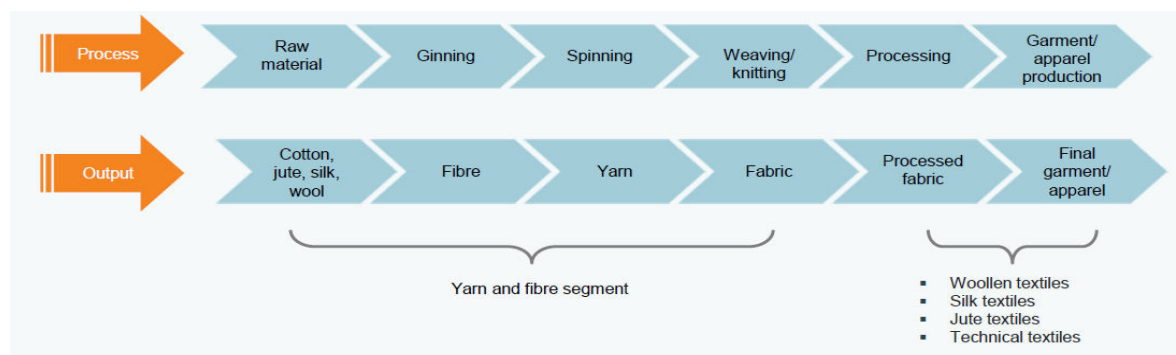 Process
Raw
material
Ginning
Spinning
Weaving/
knitting
Processing
Garment/
apparel
production
Output
Cotton,
jute, silk,
wool
Fibre
Yarn
Fabric
Processed
fabric
Final
garment/
apparel
Yarn and fibre segment
▪ Woollen textiles
▪ Silk textiles
▪ Jute textiles
▪ Technical textiles